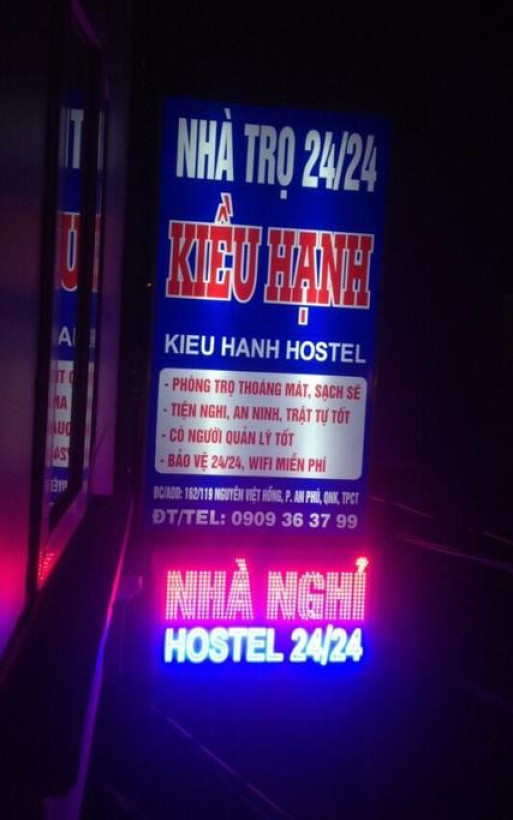 NHÀ TRỌ 24/24
KIỀU HẠNH
KIEU HANH HOSTEL
- PHÒNG TRỌ THOÁNG MÁT, SẠCH SẼ
- TIỆN NGHI, AN NINH, TRẬT TỰ TỐT
- CÓ NGƯỜI QUẢN LÝ TỐT
- BẢO VỆ 24/24, WIFI MIỄN PHÍ
ĐC/ADD: 162/119 NGUYỄN VIỆT HỒNG, P. AN PHÚ, QNK, TPCT
ĐT/TEL: 0909 36 37 99
NHÀ NGHỈ
HOSTEL 24/24